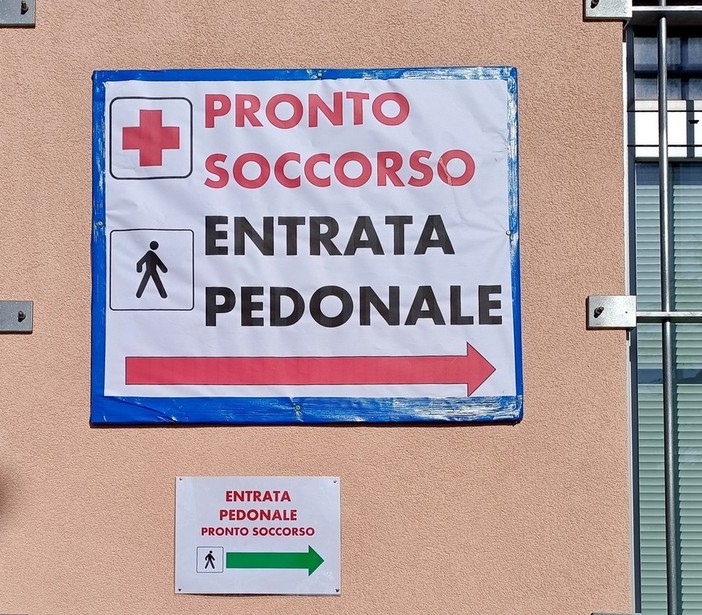 PRONTO
SOCCORSO
ENTRATA
PEDONALE
ENTRATA
PEDONALE
PRONTO SOCCORSO